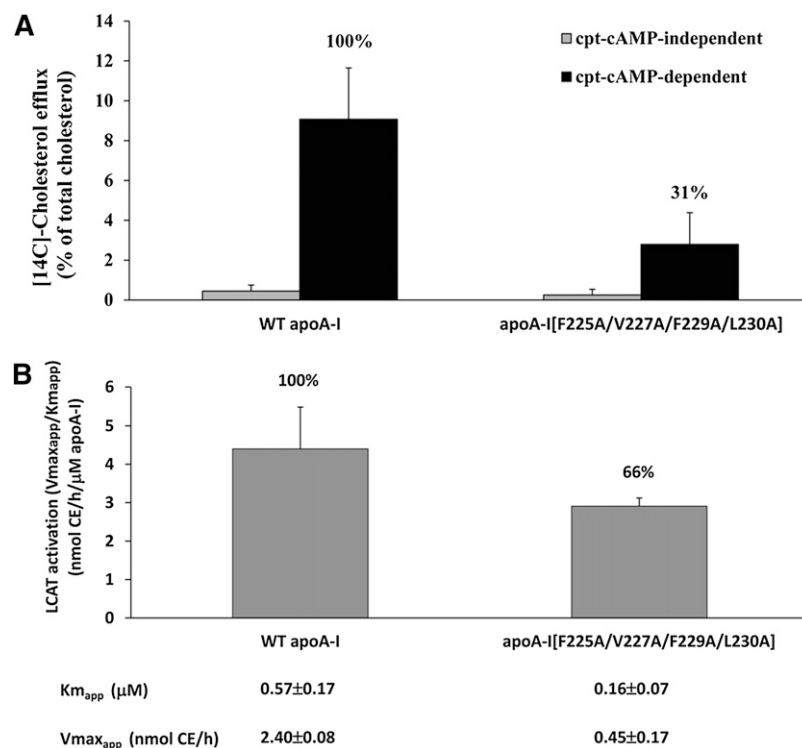 A
14
12
10
8
6
4
2
0
[14C]-Cholesterol efflux
(% of total cholesterol)
cpt-cAMP-independent
cpt-cAMP-dependent
100%
31%
WT apoA-I
apoA-I[F225A/V227A/F229A/L230A]
B
6
5
4
3
2
1
0
LCAT activation (Vmaxapp/Kmapp)
(nmol CE/h/μM apoA-I)
100%
66%
WT apoA-I
apoA-I[F225A/V227A/F229A/L230A]
Kmapp (μM) 0.57±0.17 0.16±0.07
Vmaxapp (nmol CE/h) 2.40±0.08 0.45±0.17